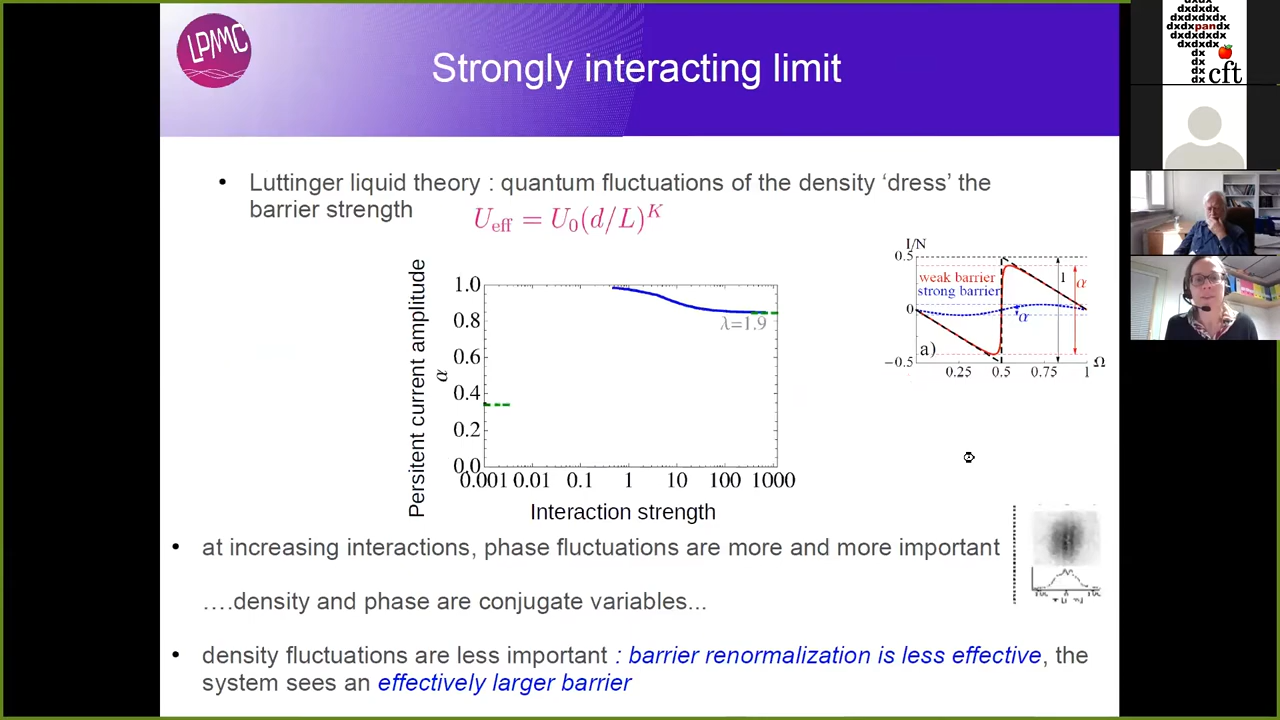 LPMMC
Strongly interacting limit
• Luttinger liquid theory : quantum fluctuations of the density ‘dress’ the
barrier strength
U_eff = U_0(d/L)^K
Persitent current amplitude
α
1.0
0.8
0.6
0.4
0.2
0.0
λ=1.9
0.001 0.01 0.1 1 10 100 1000
Interaction strength
I/N
0.5
0
−0.5
weak barrier
strong barrier
1
α
α
a)
0.25 0.5 0.75 1
Ω
• at increasing interactions, phase fluctuations are more and more important
….density and phase are conjugate variables...
• density fluctuations are less important : barrier renormalization is less effective, the
system sees an effectively larger barrier
dxdxdx
dxdxdxdx
dxdxpandx
dxdxdxdx
dxdxdx
dx
dx
dx
cft